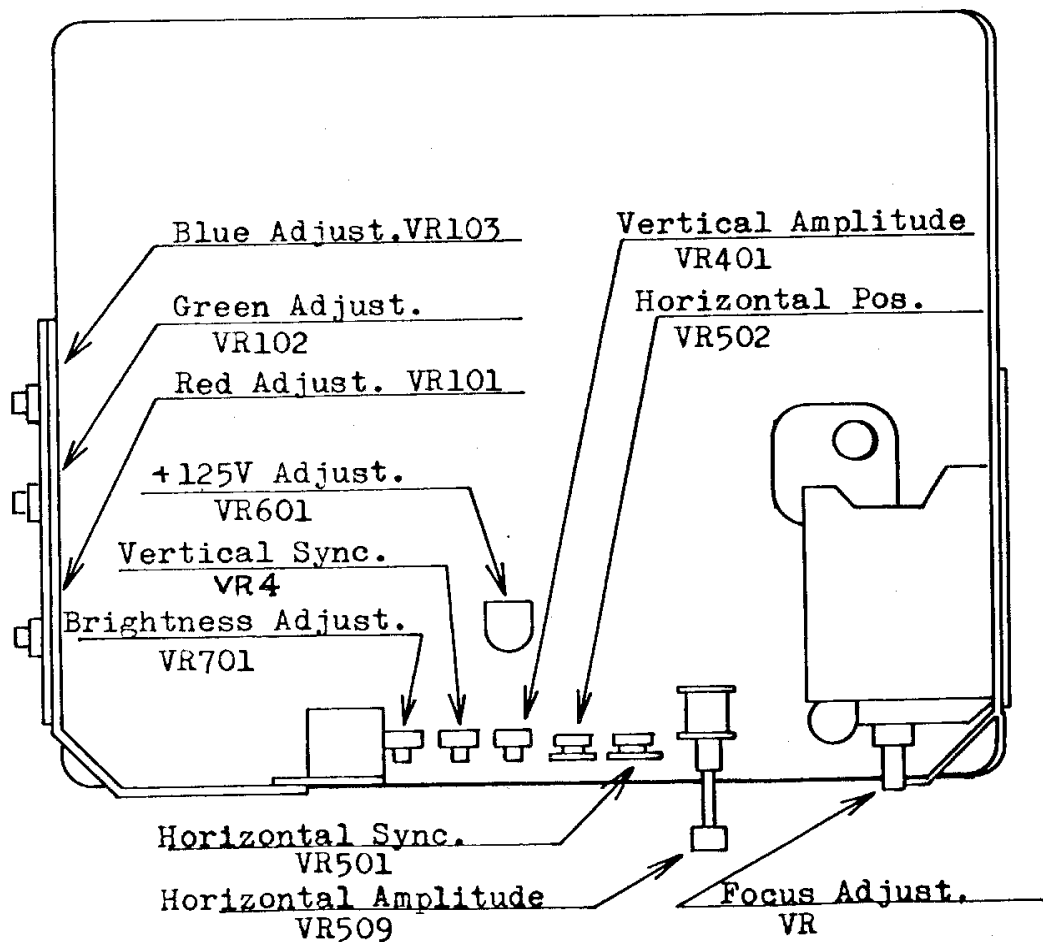 Blue Adjust.VR103
Green Adjust.
VR102
Red Adjust. VR101
+125V Adjust.
VR601
Vertical Sync.
VR4
Brightness Adjust.
VR701
Vertical Amplitude
VR401
Horizontal Pos.
VR502
Horizontal Sync.
VR501
Horizontal Amplitude
VR509
Focus Adjust.
VR